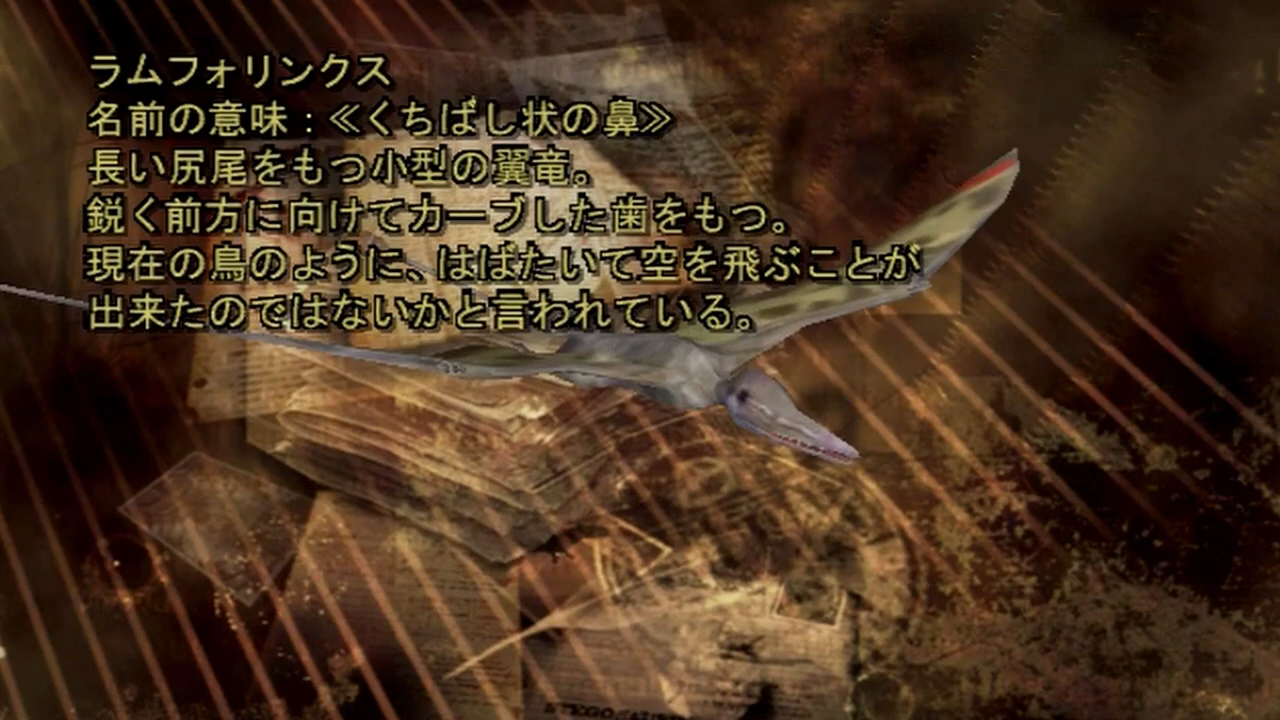 ラムフォリンクス
名前の意味：≪くちばし状の鼻≫
長い尻尾をもつ小型の翼竜。
鋭く前方に向けてカーブした歯をもつ。
現在の鳥のように、はばたいて空を飛ぶことが
出来たのではないかと言われている。